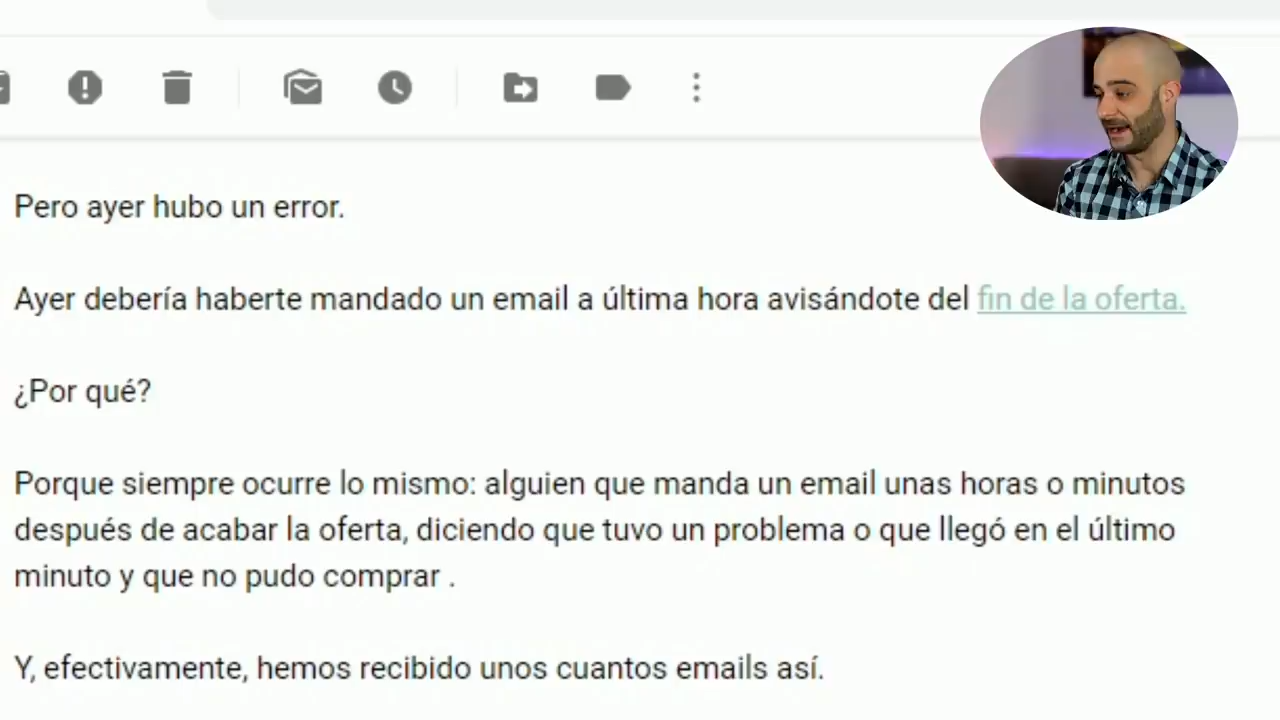 Pero ayer hubo un error.
Ayer debería haberte mandado un email a última hora avisándote del fin de la oferta.
¿Por qué?
Porque siempre ocurre lo mismo: alguien que manda un email unas horas o minutos
después de acabar la oferta, diciendo que tuvo un problema o que llegó en el último
minuto y que no pudo comprar .
Y, efectivamente, hemos recibido unos cuantos emails así.